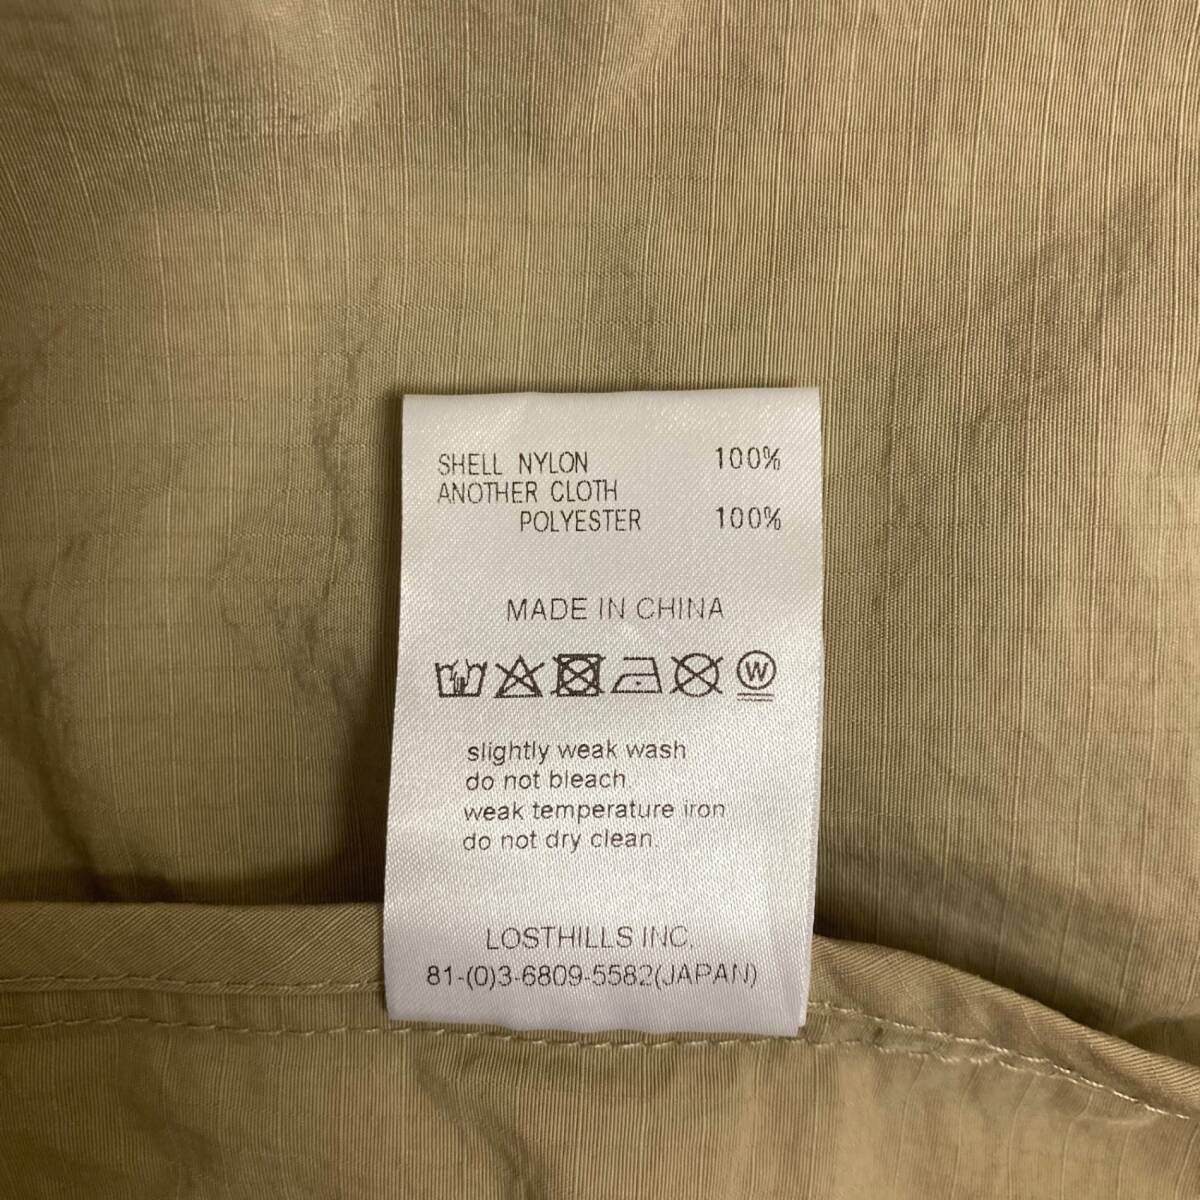 SHELL NYLON 100%
ANOTHER CLOTH
POLYESTER 100%
MADE IN CHINA
W
slightly weak wash
do not bleach.
weak temperature iron
do not dry clean.
LOSTHILLS INC.
81-(0)3-6809-5582(JAPAN)